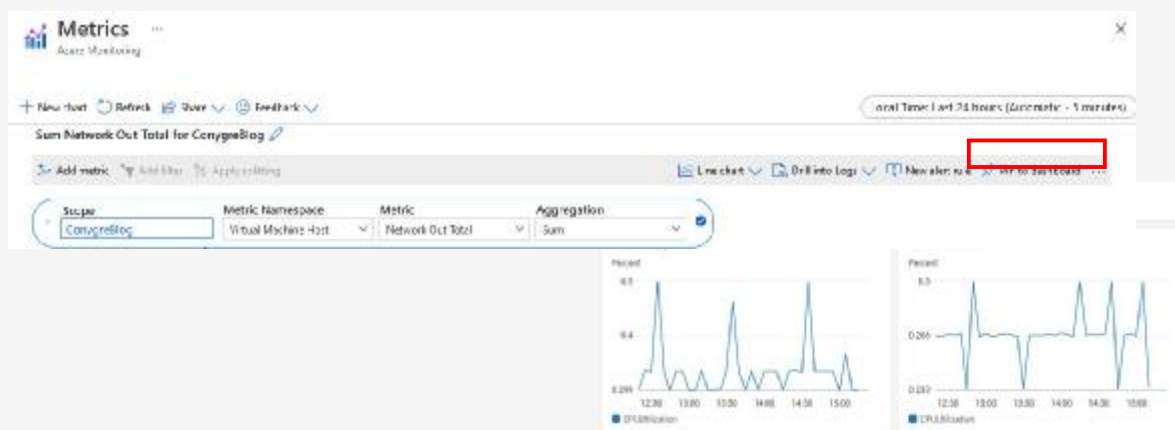 Metrics ...
Azure Monitoring
New chart Refresh Share Feedback
Local Time: Last 24 hours (Automatic - 5 minutes)
Sum Network Out Total for ConygreBlog
Add metric Add filter Apply splitting
Line chart Drill into Logs New alert rule Pin to dashboard ...
Scope Metric Namespace Metric Aggregation
ConygreBlog Virtual Machine Host Network Out Total Sum
Percent
0.4
12:30 13:00 13:30 14:00 14:30 15:00
CPUUtilization
Percent
0.266
12:30 13:00 13:30 14:00 14:30 15:00
CPUUtilization